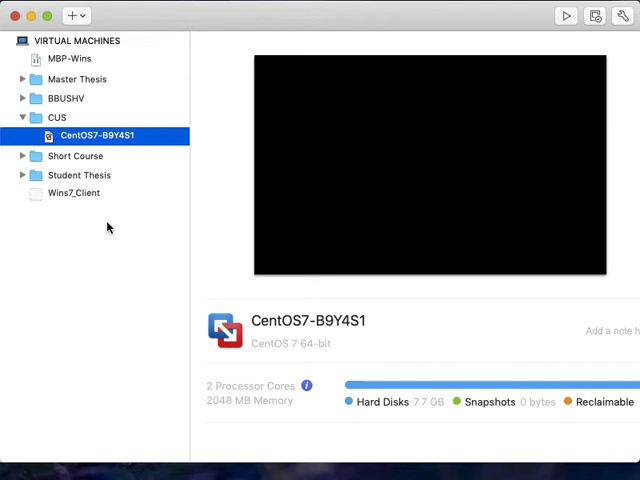 VIRTUAL MACHINES
MBP-Wins
Master Thesis
BBUSHV
CUS
CentOS7-B9Y4S1
Short Course
Student Thesis
Wins7_Client
CentOS7-B9Y4S1
CentOS 7 64-bit
Add a note h
2 Processor Cores
2048 MB Memory
Hard Disks 7.7 GB Snapshots 0 bytes Reclaimable